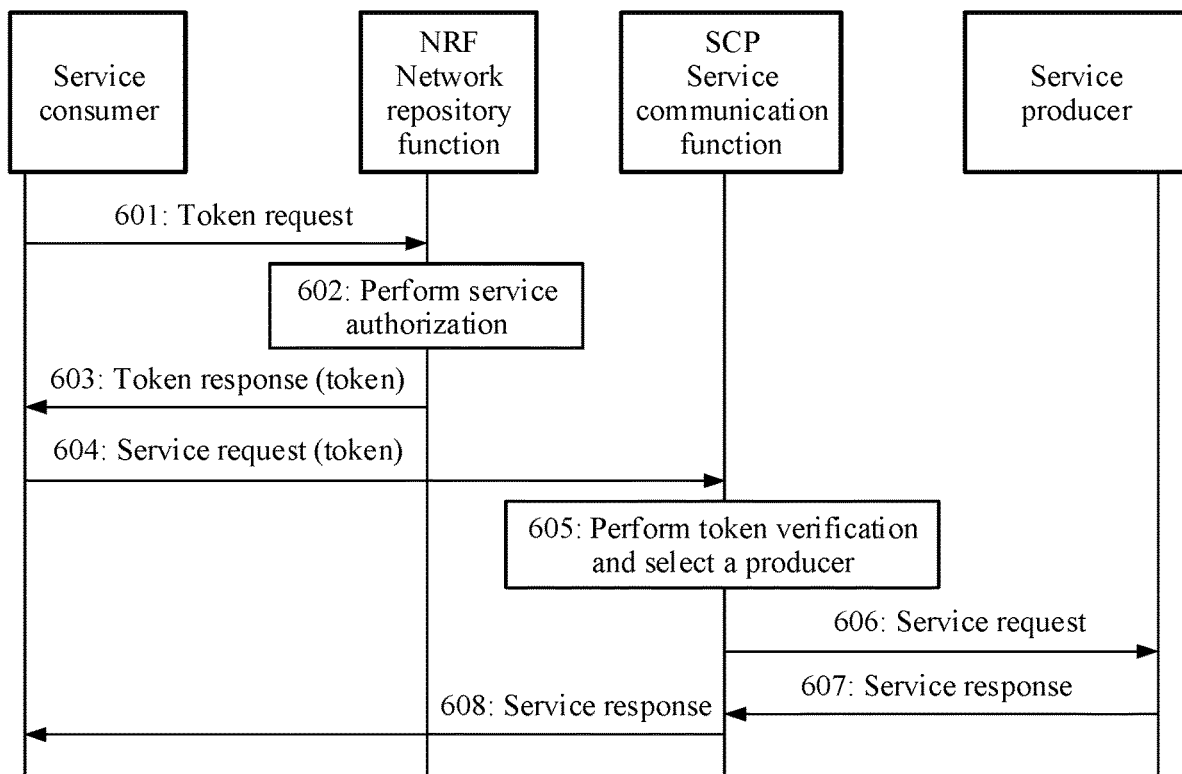 Service
consumer
NRF
Network
repository
function
SCP
Service
communication
function
Service
producer
601: Token request
602: Perform service
authorization
603: Token response (token)
604: Service request (token)
605: Perform token verification
and select a producer
606: Service request
607: Service response
608: Service response